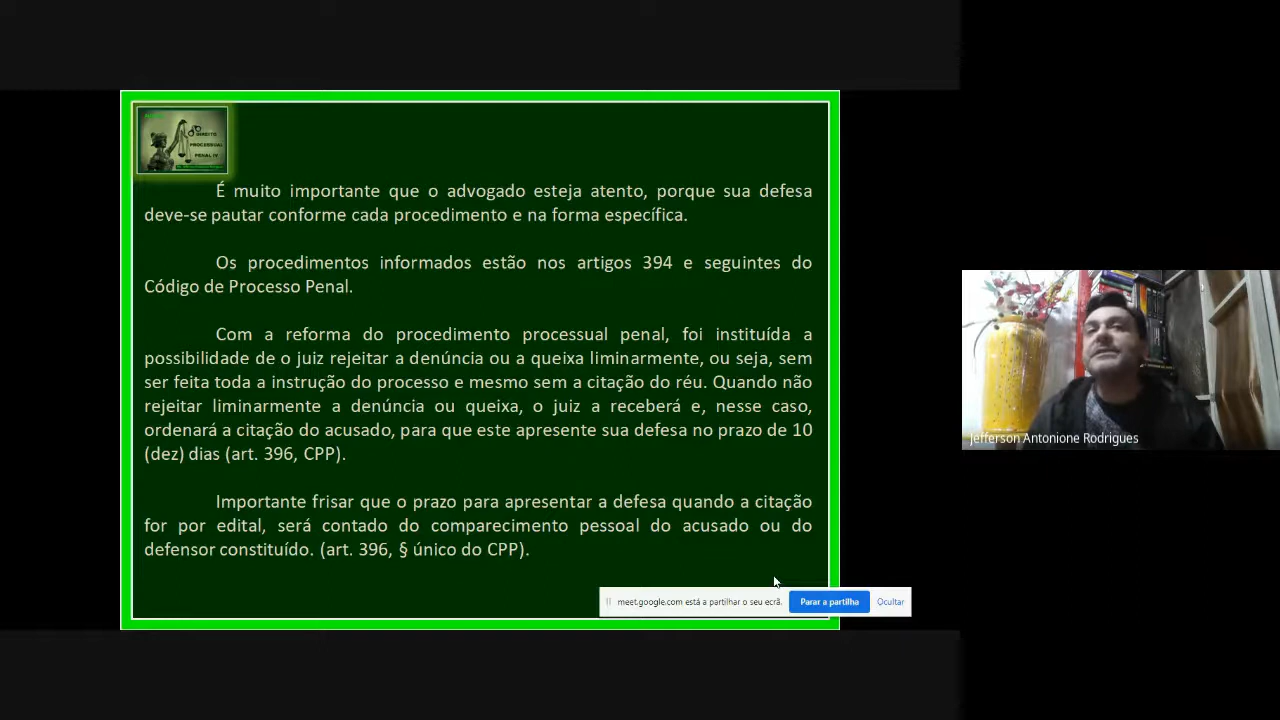 DIREITO
PROCESSUAL
PENAL IV
É muito importante que o advogado esteja atento, porque sua defesa
deve-se pautar conforme cada procedimento e na forma específica.
Os procedimentos informados estão nos artigos 394 e seguintes do
Código de Processo Penal.
Com a reforma do procedimento processual penal, foi instituída a
possibilidade de o juiz rejeitar a denúncia ou a queixa liminarmente, ou seja, sem
ser feita toda a instrução do processo e mesmo sem a citação do réu. Quando não
rejeitar liminarmente a denúncia ou queixa, o juiz a receberá e, nesse caso,
ordenará a citação do acusado, para que este apresente sua defesa no prazo de 10
(dez) dias (art. 396, CPP).
Importante frisar que o prazo para apresentar a defesa quando a citação
for por edital, será contado do comparecimento pessoal do acusado ou do
defensor constituído. (art. 396, § único do CPP).
meet.google.com está a partilhar o seu ecrã.
Parar a partilha
Ocultar
Jefferson Antonione Rodrigues